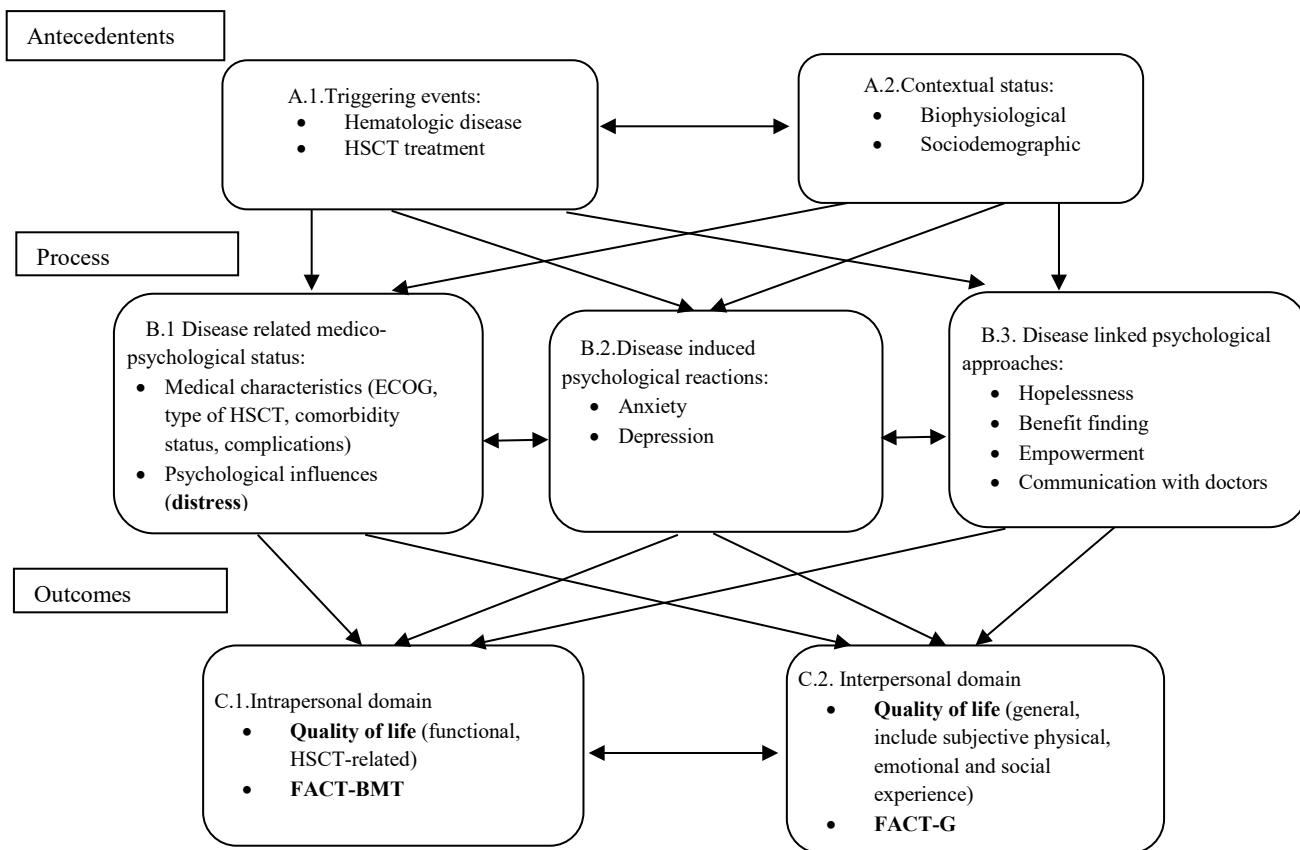 Antecedentents
A.1.Triggering events:
• Hematologic disease
• HSCT treatment
A.2.Contextual status:
• Biophysiological
• Sociodemographic
Process
B.1 Disease related medico-
psychological status:
• Medical characteristics (ECOG,
type of HSCT, comorbidity
status, complications)
• Psychological influences
(distress)
B.2.Disease induced
psychological reactions:
• Anxiety
• Depression
B.3. Disease linked psychological
approaches:
• Hopelessness
• Benefit finding
• Empowerment
• Communication with doctors
Outcomes
C.1.Intrapersonal domain
• Quality of life (functional,
HSCT-related)
• FACT-BMT
C.2. Interpersonal domain
• Quality of life (general,
include subjective physical,
emotional and social
experience)
• FACT-G